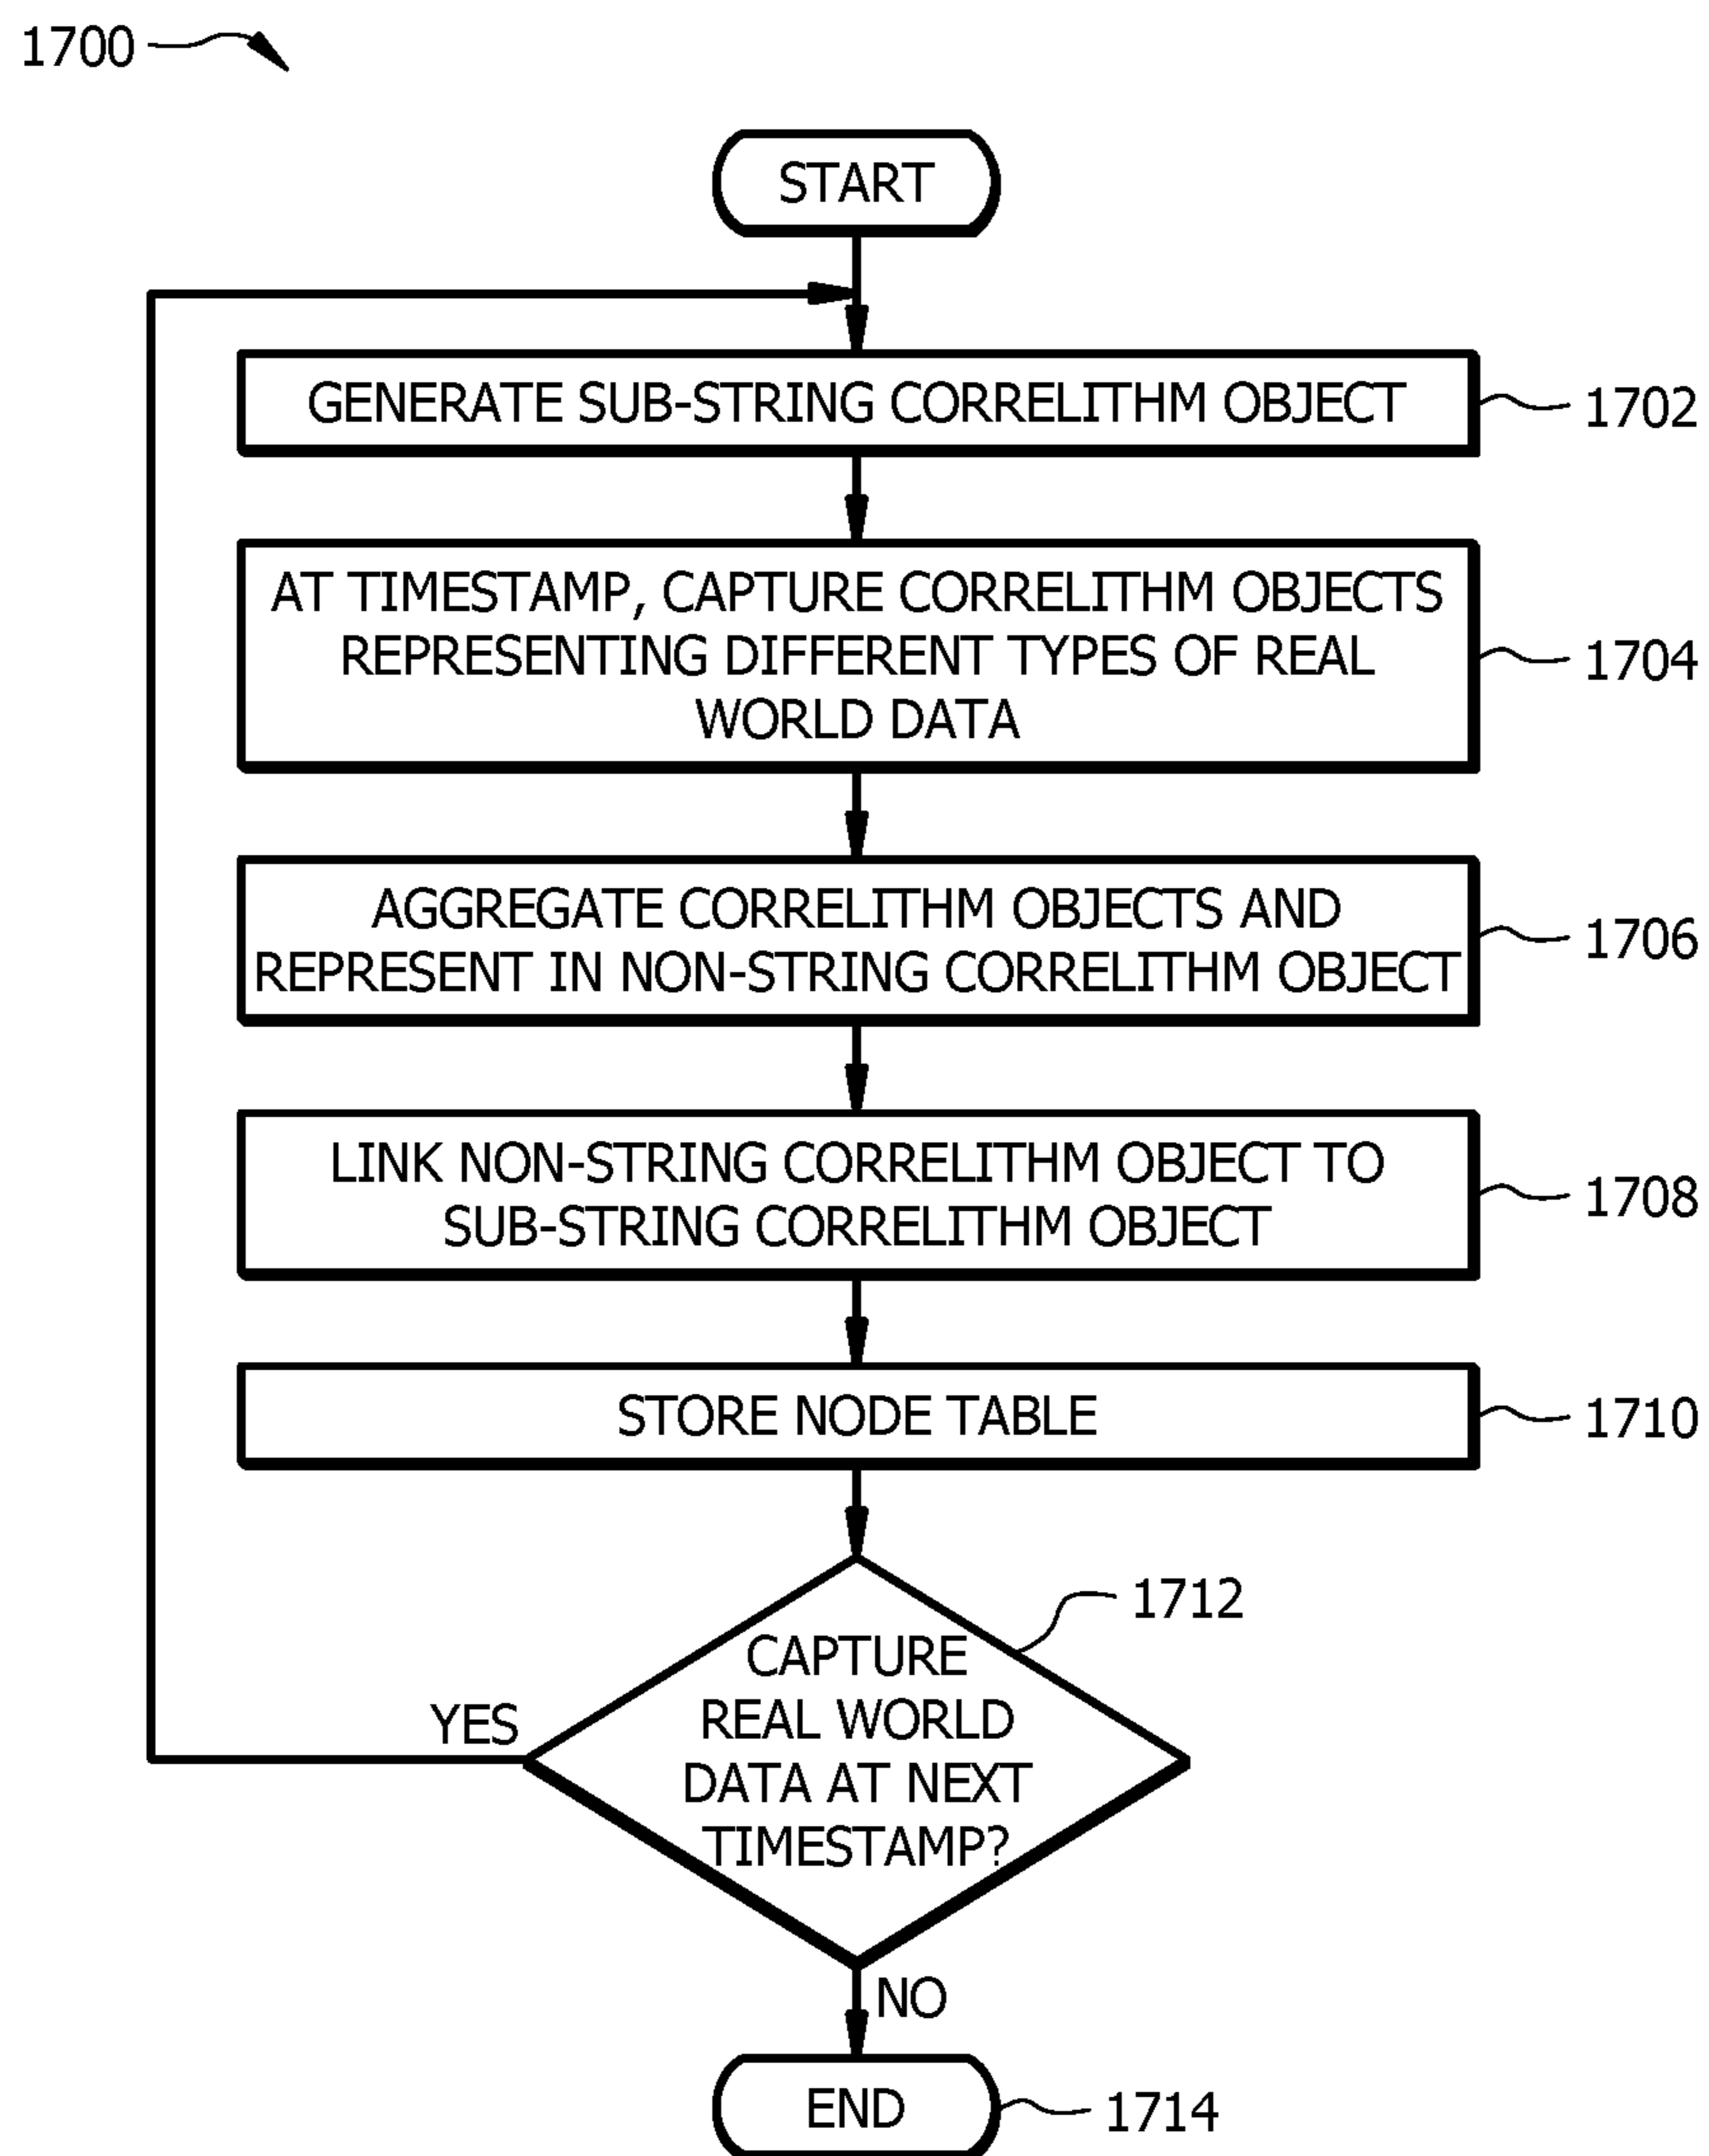 1700
START
GENERATE SUB-STRING CORRELITHM OBJECT
1702
AT TIMESTAMP, CAPTURE CORRELITHM OBJECTS
REPRESENTING DIFFERENT TYPES OF REAL
WORLD DATA
1704
AGGREGATE CORRELITHM OBJECTS AND
REPRESENT IN NON-STRING CORRELITHM OBJECT
1706
LINK NON-STRING CORRELITHM OBJECT TO
SUB-STRING CORRELITHM OBJECT
1708
STORE NODE TABLE
1710
1712
CAPTURE
REAL WORLD
DATA AT NEXT
TIMESTAMP?
YES
NO
END
1714